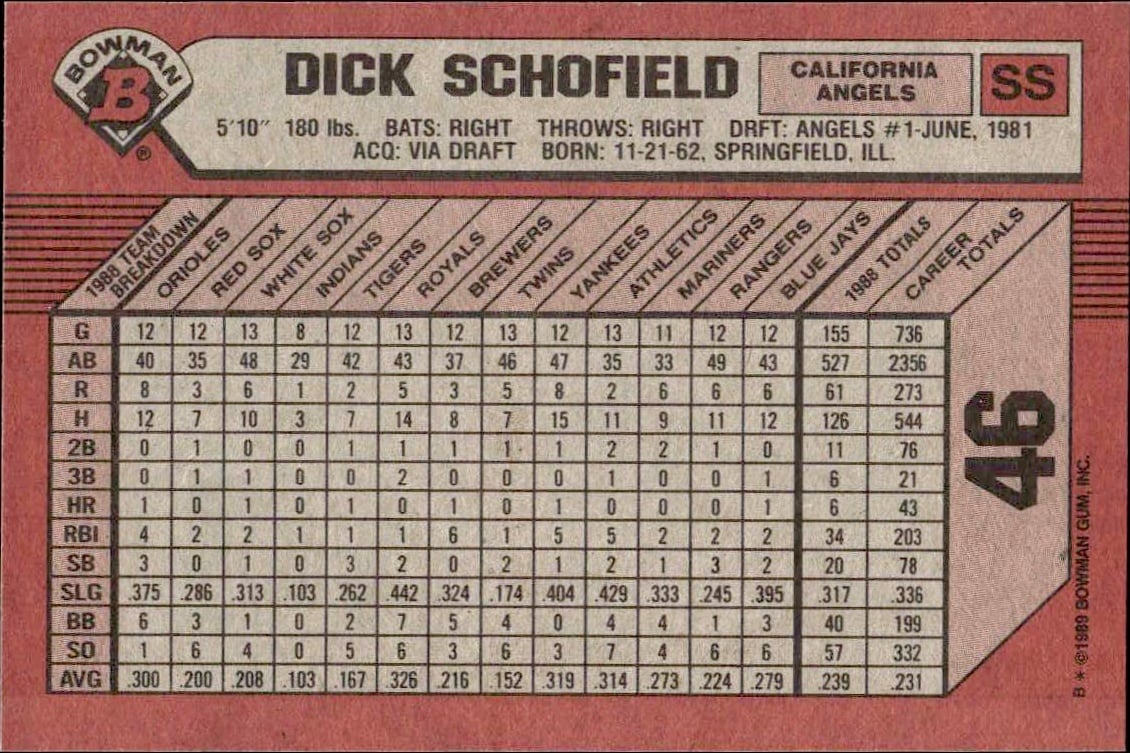 BOWMAN
B
®
DICK SCHOFIELD
CALIFORNIA
ANGELS
SS
5'10" 180 lbs. BATS: RIGHT THROWS: RIGHT DRFT: ANGELS #1-JUNE, 1981
ACQ: VIA DRAFT BORN: 11-21-62, SPRINGFIELD, ILL.
1988 TEAM
BREAKDOWN
ORIOLES
RED SOX
WHITE SOX
INDIANS
TIGERS
ROYALS
BREWERS
TWINS
YANKEES
ATHLETICS
MARINERS
RANGERS
BLUE JAYS
1988 TOTALS
CAREER
TOTALS
G 12 12 13 8 12 13 12 13 12 13 11 12 12 155 736
AB 40 35 48 29 42 43 37 46 47 35 33 49 43 527 2356
R 8 3 6 1 2 5 3 5 8 2 6 6 6 61 273
H 12 7 10 3 7 14 8 7 15 11 9 11 12 126 544
2B 0 1 0 0 1 1 1 1 1 2 2 1 0 11 76
3B 0 1 1 0 0 2 0 0 0 1 0 0 1 6 21
HR 1 0 1 0 1 0 1 0 1 0 0 0 1 6 43
RBI 4 2 2 1 1 1 6 1 5 5 2 2 2 34 203
SB 3 0 1 0 3 2 0 2 1 2 1 3 2 20 78
SLG .375 .286 .313 .103 .262 .442 .324 .174 .404 .429 .333 .245 .395 .317 .336
BB 6 3 1 0 2 7 5 4 0 4 4 1 3 40 199
SO 1 6 4 0 5 6 3 6 3 7 4 6 6 57 332
AVG .300 .200 .208 .103 .167 .326 .216 .152 .319 .314 .273 .224 .279 .239 .231
46
B * ©1989 BOWMAN GUM, INC.